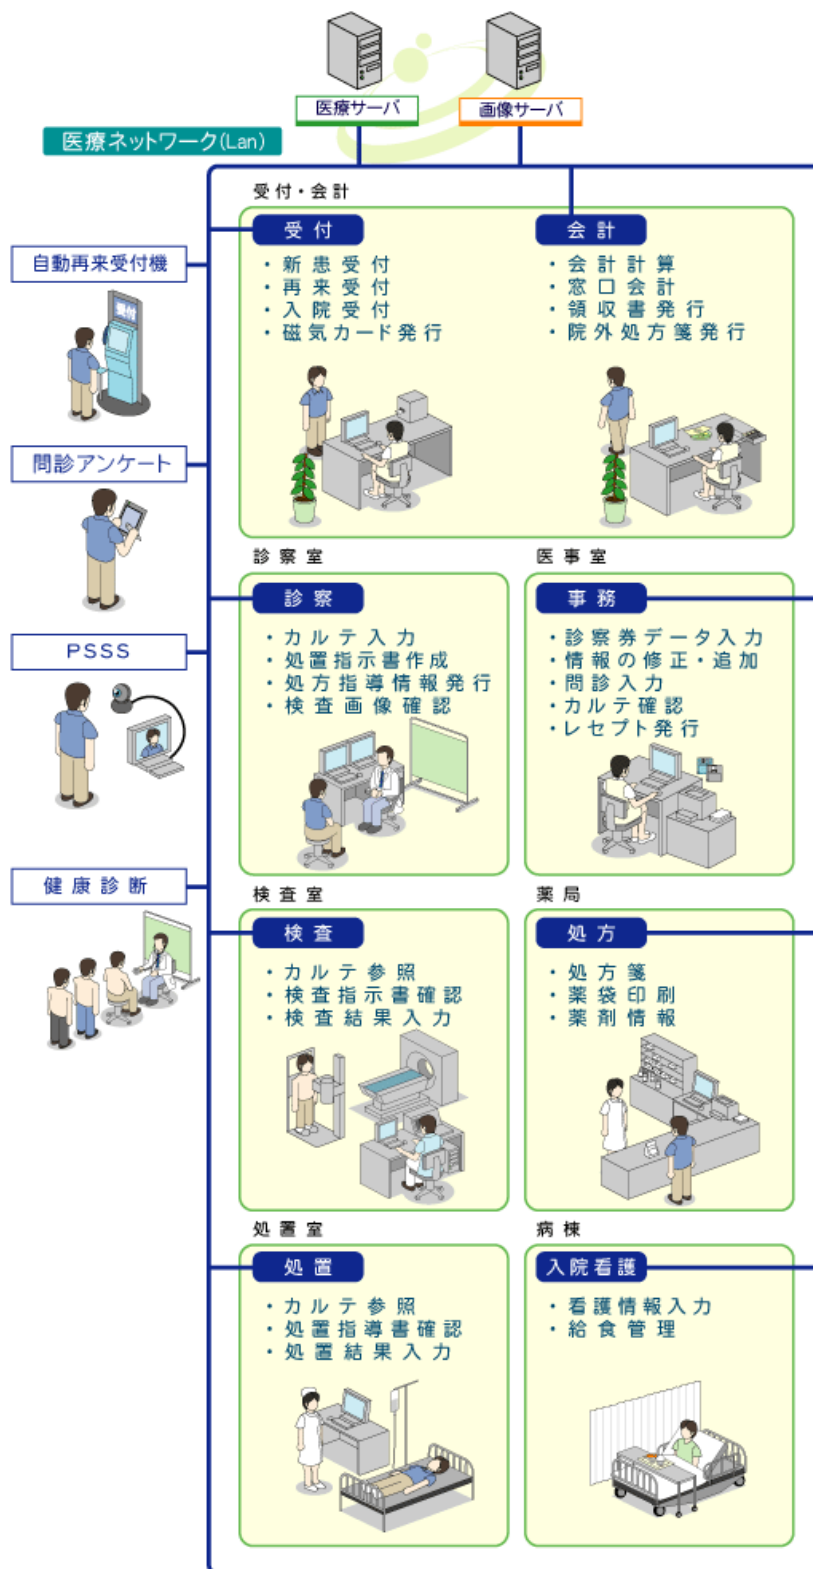 医療サーバ
画像サーバ
医療ネットワーク(Lan)
受付・会計
受付
・新患受付
・再来受付
・入院受付
・磁気カード発行
会計
・会計計算
・窓口会計
・領収書発行
・院外処方箋発行
自動再来受付機
受付
問診アンケート
PSSS
健康診断
診察室
診察
・カルテ入力
・処置指示書作成
・処方指導情報発行
・検査画像確認
医事室
事務
・診察券データ入力
・情報の修正・追加
・問診入力
・カルテ確認
・レセプト発行
検査室
検査
・カルテ参照
・検査指示書確認
・検査結果入力
薬局
処方
・処方箋
・薬袋印刷
・薬剤情報
処置室
処置
・カルテ参照
・処置指導書確認
・処置結果入力
病棟
入院看護
・看護情報入力
・給食管理